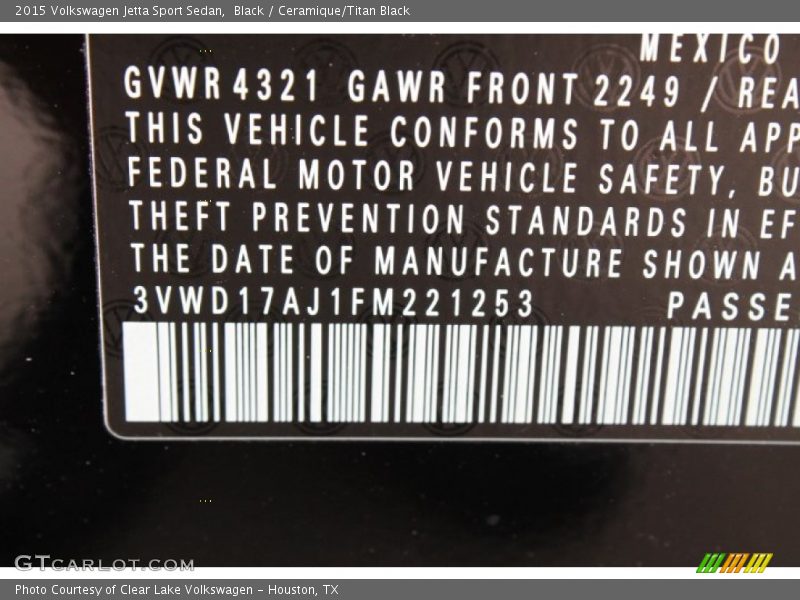 2015 Volkswagen Jetta Sport Sedan, Black / Ceramique/Titan Black
MEXICO
GVWR 4321 GAWR FRONT 2249 / REA
THIS VEHICLE CONFORMS TO ALL APP
FEDERAL MOTOR VEHICLE SAFETY, BU
THEFT PREVENTION STANDARDS IN EF
THE DATE OF MANUFACTURE SHOWN A
3VWD17AJ1FM221253 PASSE
GTCARLOT.COM
Photo Courtesy of Clear Lake Volkswagen - Houston, TX